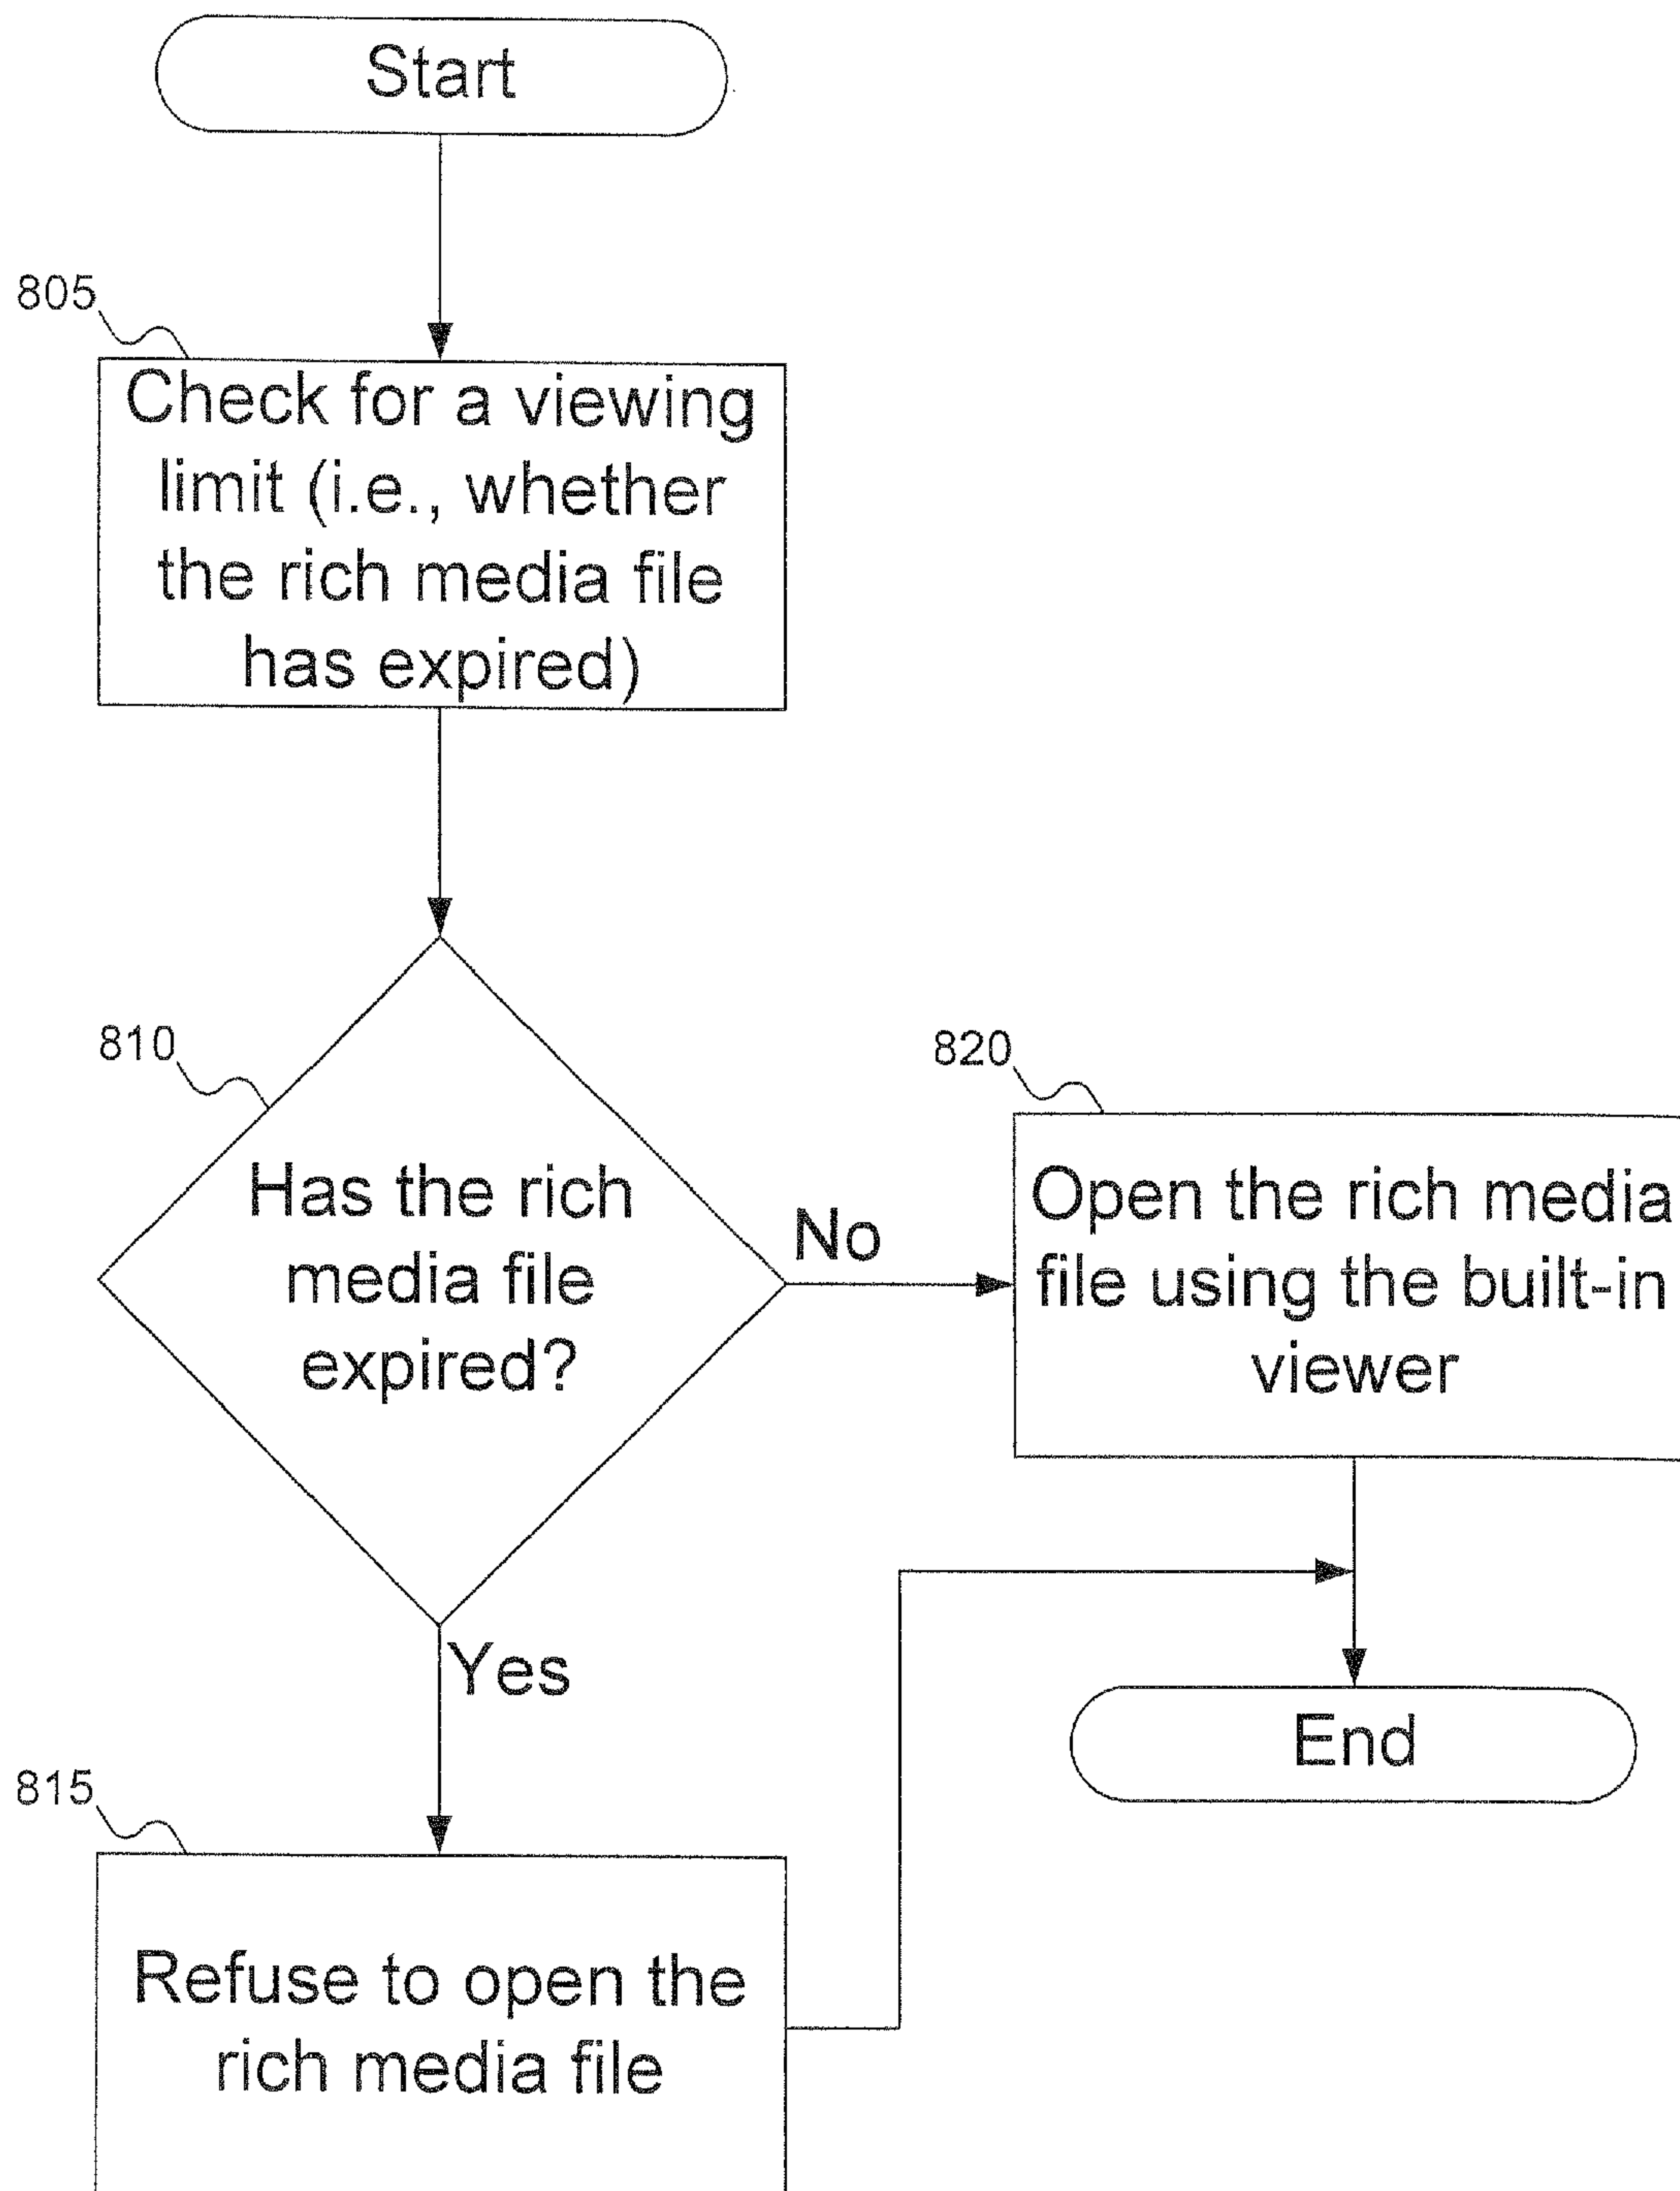 Start
805
Check for a viewing
limit (i.e., whether
the rich media file
has expired)
810
Has the rich
media file
expired?
No
820
Open the rich media
file using the built-in
viewer
Yes
End
815
Refuse to open the
rich media file